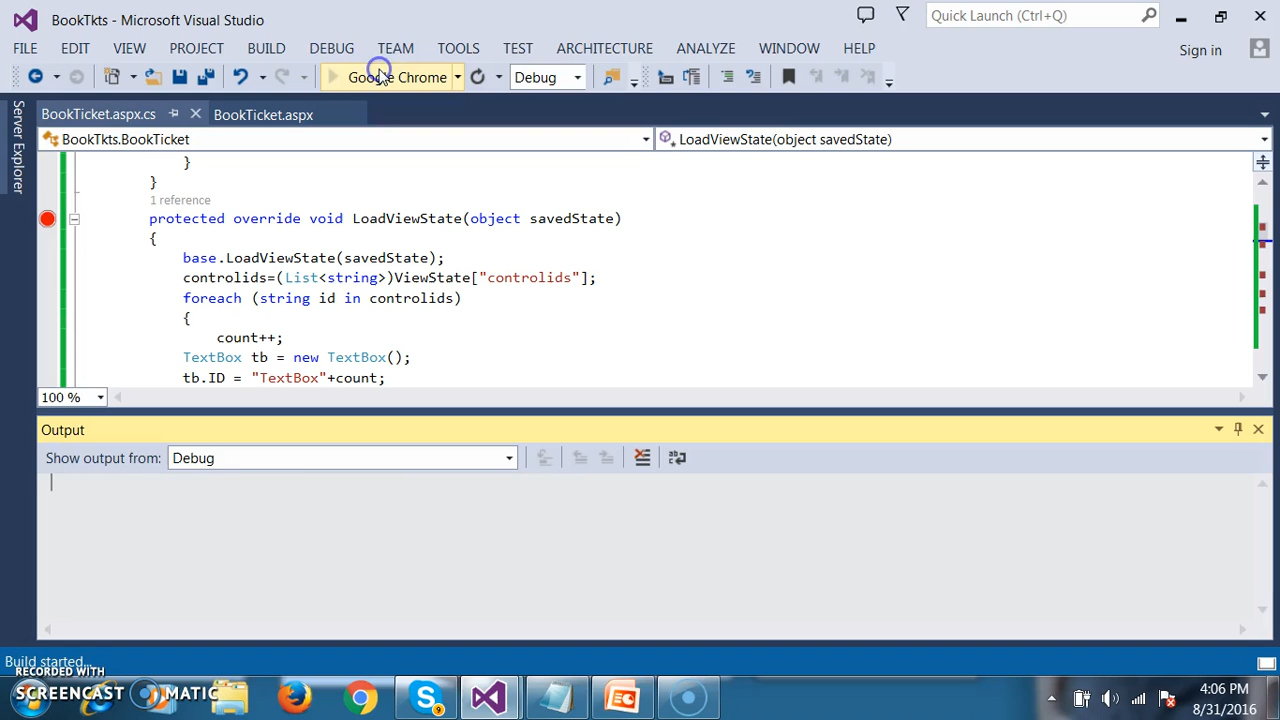 BookTkts - Microsoft Visual Studio
Quick Launch (Ctrl+Q)
FILE EDIT VIEW PROJECT BUILD DEBUG TEAM TOOLS TEST ARCHITECTURE ANALYZE WINDOW HELP Sign in
Google Chrome Debug
Server Explorer
BookTicket.aspx.cs BookTicket.aspx
BookTkts.BookTicket LoadViewState(object savedState)
}
}
1 reference
protected override void LoadViewState(object savedState)
{
base.LoadViewState(savedState);
controlids=(List<string>)ViewState["controlids"];
foreach (string id in controlids)
{
count++;
TextBox tb = new TextBox();
tb.ID = "TextBox"+count;
100 %
Output
Show output from: Debug
Build started...
RECORDED WITH
SCREENCAST MATIC
9
4:06 PM
8/31/2016